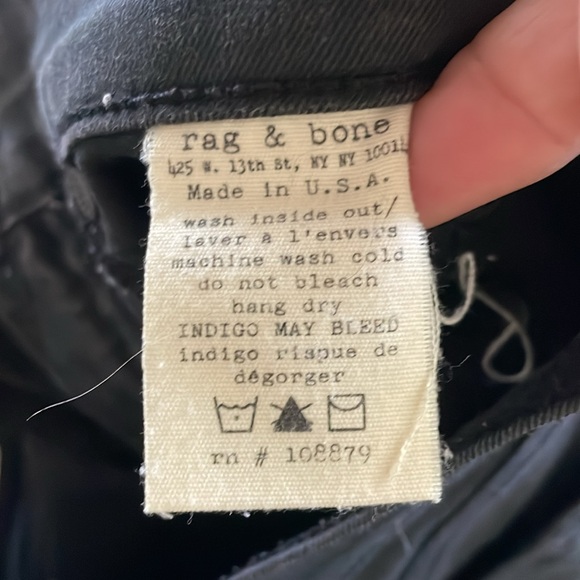 rag & bone
425 W. 13th St, NY NY 10014
Made in U.S.A.
wash inside out/
laver a l'envers
machine wash cold
do not bleach
hang dry
INDIGO MAY BLEED
indigo risque de
dégorger
rn # 108879